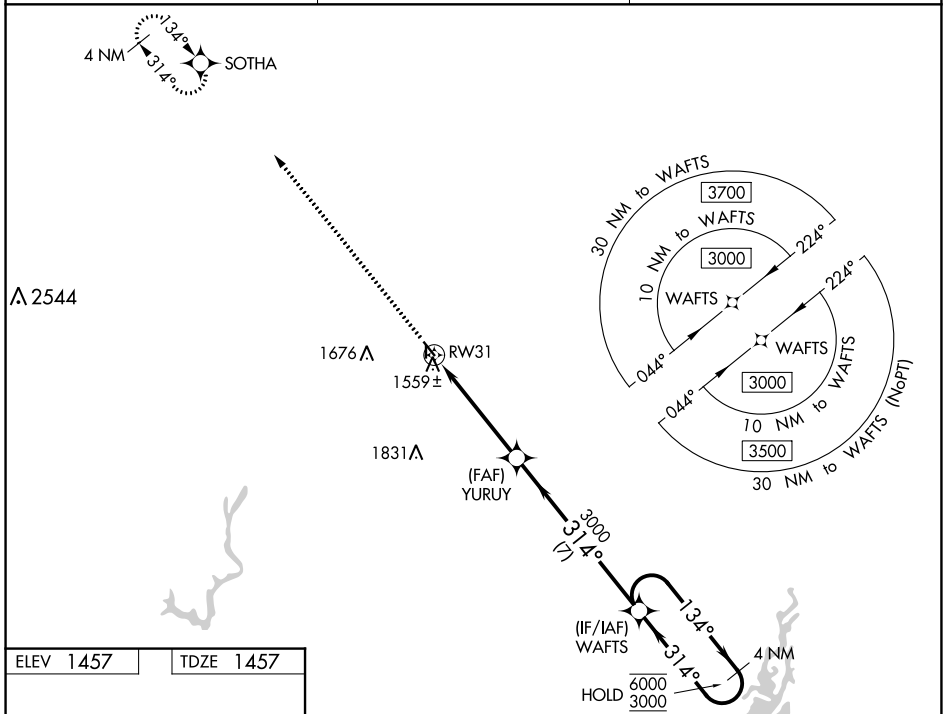 134°
4 NM
314°
SOTHA
30 NM to WAFTS
3700
10 NM to WAFTS
3000
224°
WAFTS
044°
224°
WAFTS
044°
3000
10 NM to WAFTS
3500
30 NM to WAFTS (NoPT)
2544
1676
RW31
1559±
1831
(FAF)
YURUY
3000
314°
(7)
(IF/IAF)
WAFTS
134°
314°
4 NM
HOLD 6000
3000
ELEV 1457
TDZE 1457